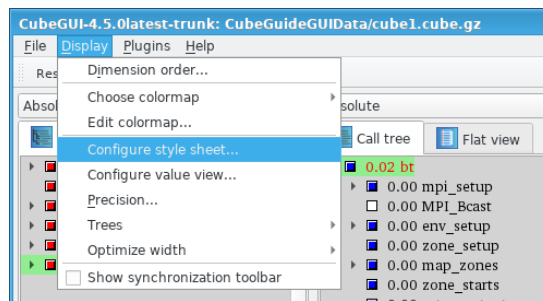 CubeGUI-4.5.0latest-trunk: CubeGuideGUIData/cube1.cube.gz
File Display Plugins Help
Res
Dimension order...
Absol
Choose colormap
solute
Edit colormap...
Call tree
Flat view
Configure style sheet...
0.02 bt
Configure value view...
0.00 mpi_setup
Precision...
0.00 MPI_Bcast
Trees
0.00 env_setup
Optimize width
0.00 zone_setup
0.00 map_zones
Show synchronization toolbar
0.00 zone_starts